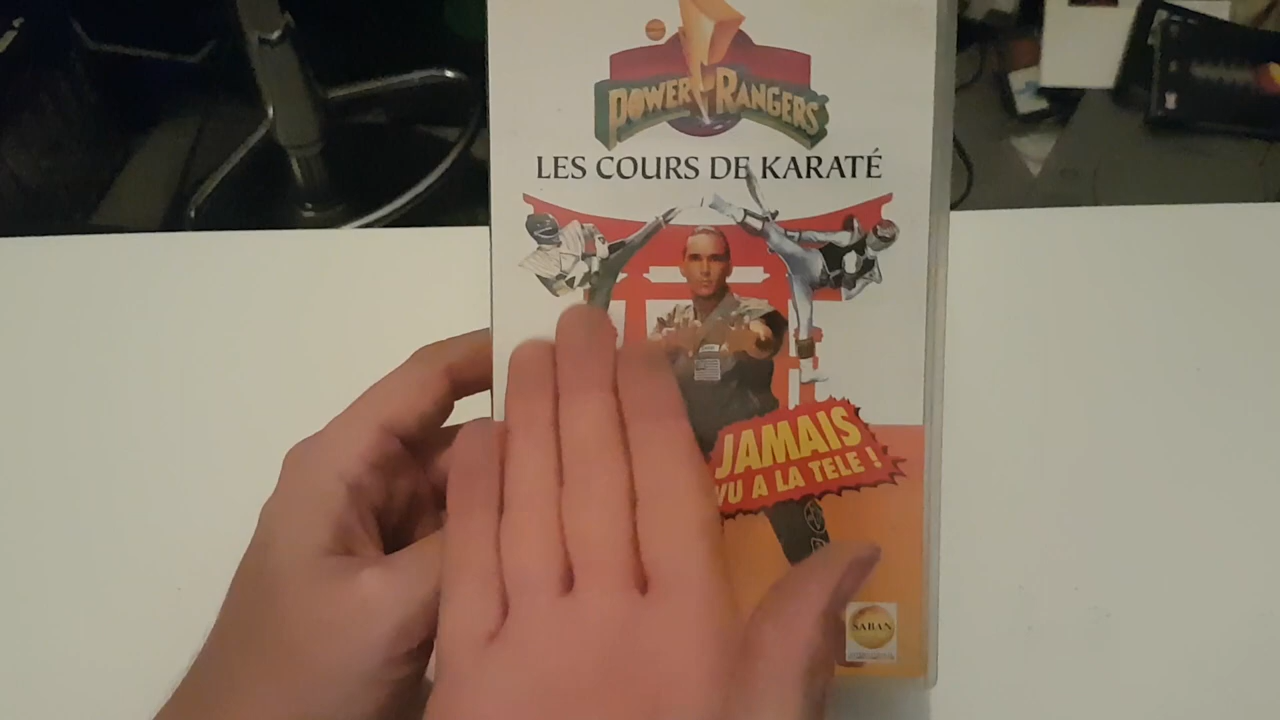 POWER RANGERS
LES COURS DE KARATÉ
JAMAIS
VU A LA TELE !
SABAN